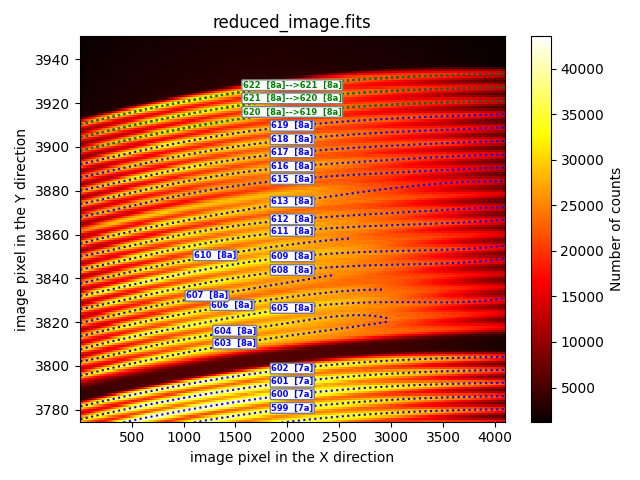 reduced_image.fits
image pixel in the Y direction
3940
3920
3900
3880
3860
3840
3820
3800
3780
622 [8a]-->621 [8a]
621 [8a]-->620 [8a]
620 [8a]-->619 [8a]
619 [8a]
618 [8a]
617 [8a]
616 [8a]
615 [8a]
613 [8a]
612 [8a]
611 [8a]
610 [8a]
609 [8a]
608 [8a]
607 [8a]
606 [8a]
605 [8a]
604 [8a]
603 [8a]
602 [7a]
601 [7a]
600 [7a]
599 [7a]
500 1000 1500 2000 2500 3000 3500 4000
image pixel in the X direction
40000
35000
30000
25000
20000
15000
10000
5000
Number of counts